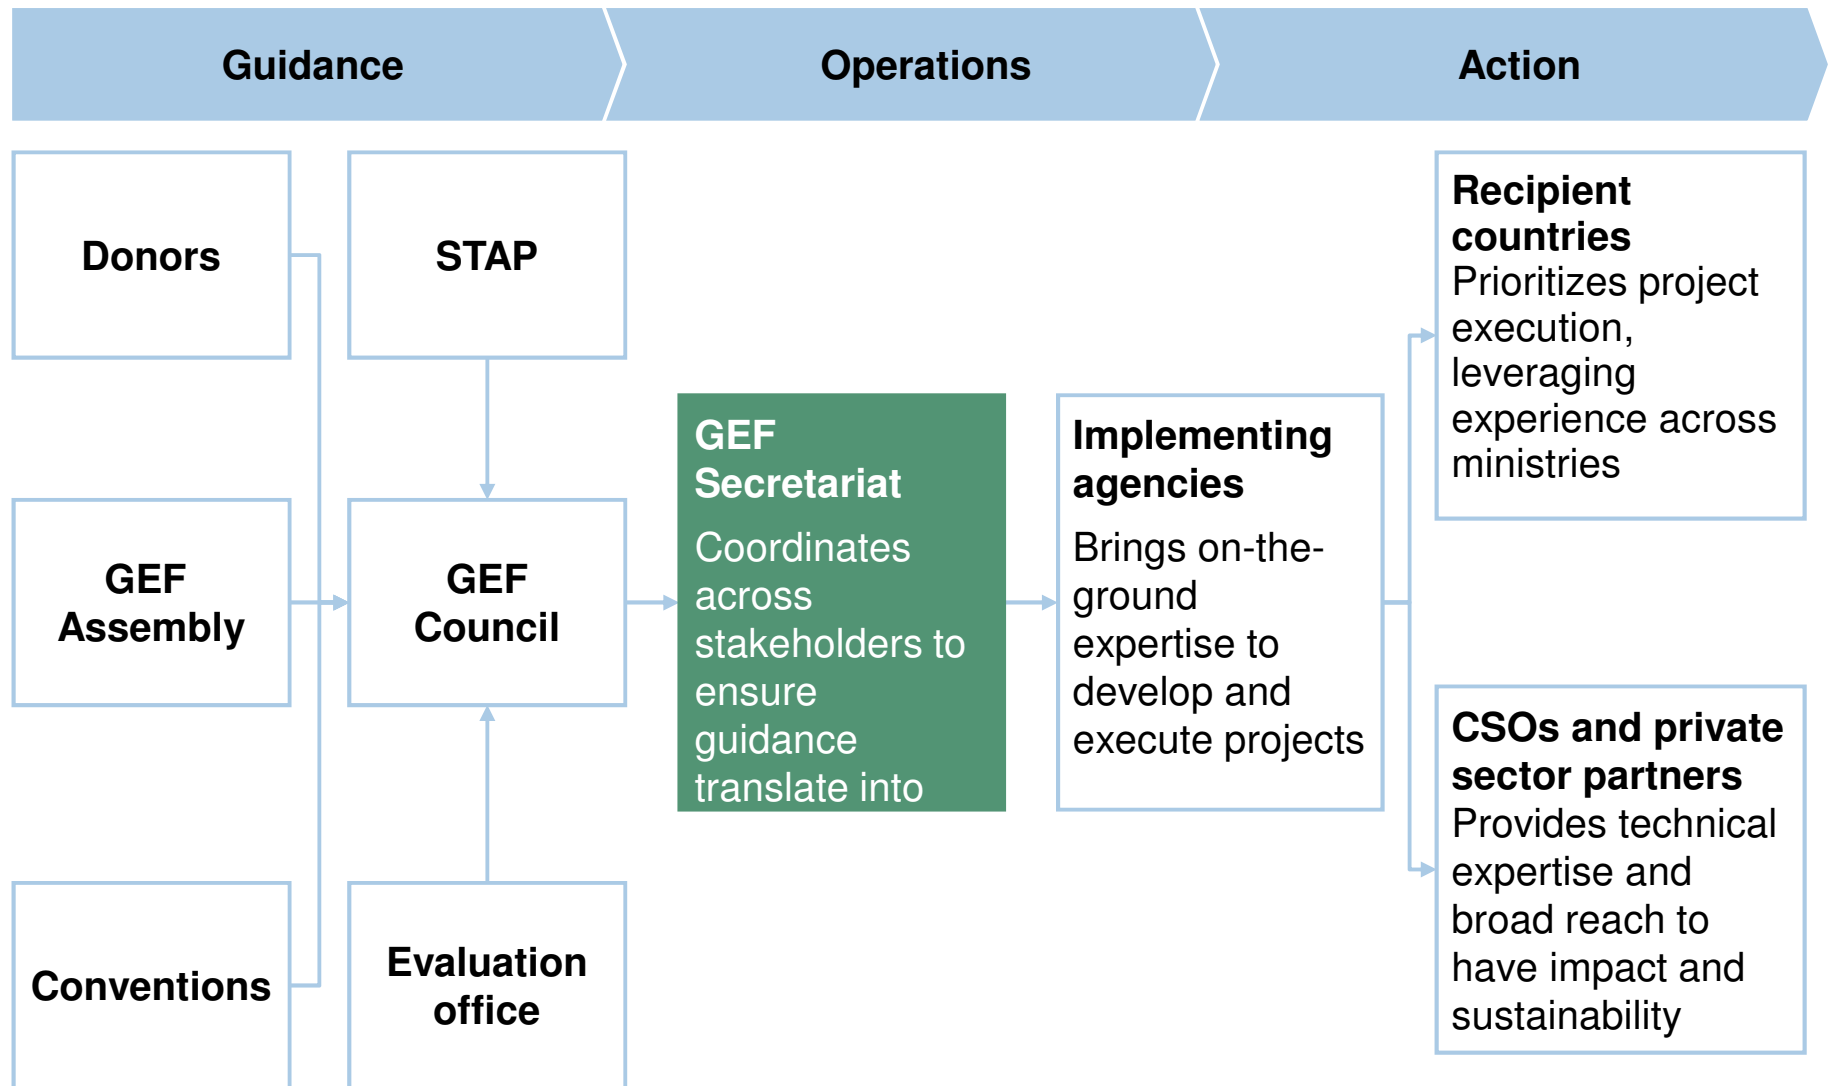 Guidance
Operations
Action
Donors
STAP
GEF
Assembly
GEF
Council
Conventions
Evaluation
office
GEF
Secretariat
Coordinates
across
stakeholders to
ensure
guidance
translate into
Implementing
agencies
Brings on-the-
ground
expertise to
develop and
execute projects
Recipient
countries
Prioritizes project
execution,
leveraging
experience across
ministries
CSOs and private
sector partners
Provides technical
expertise and
broad reach to
have impact and
sustainability